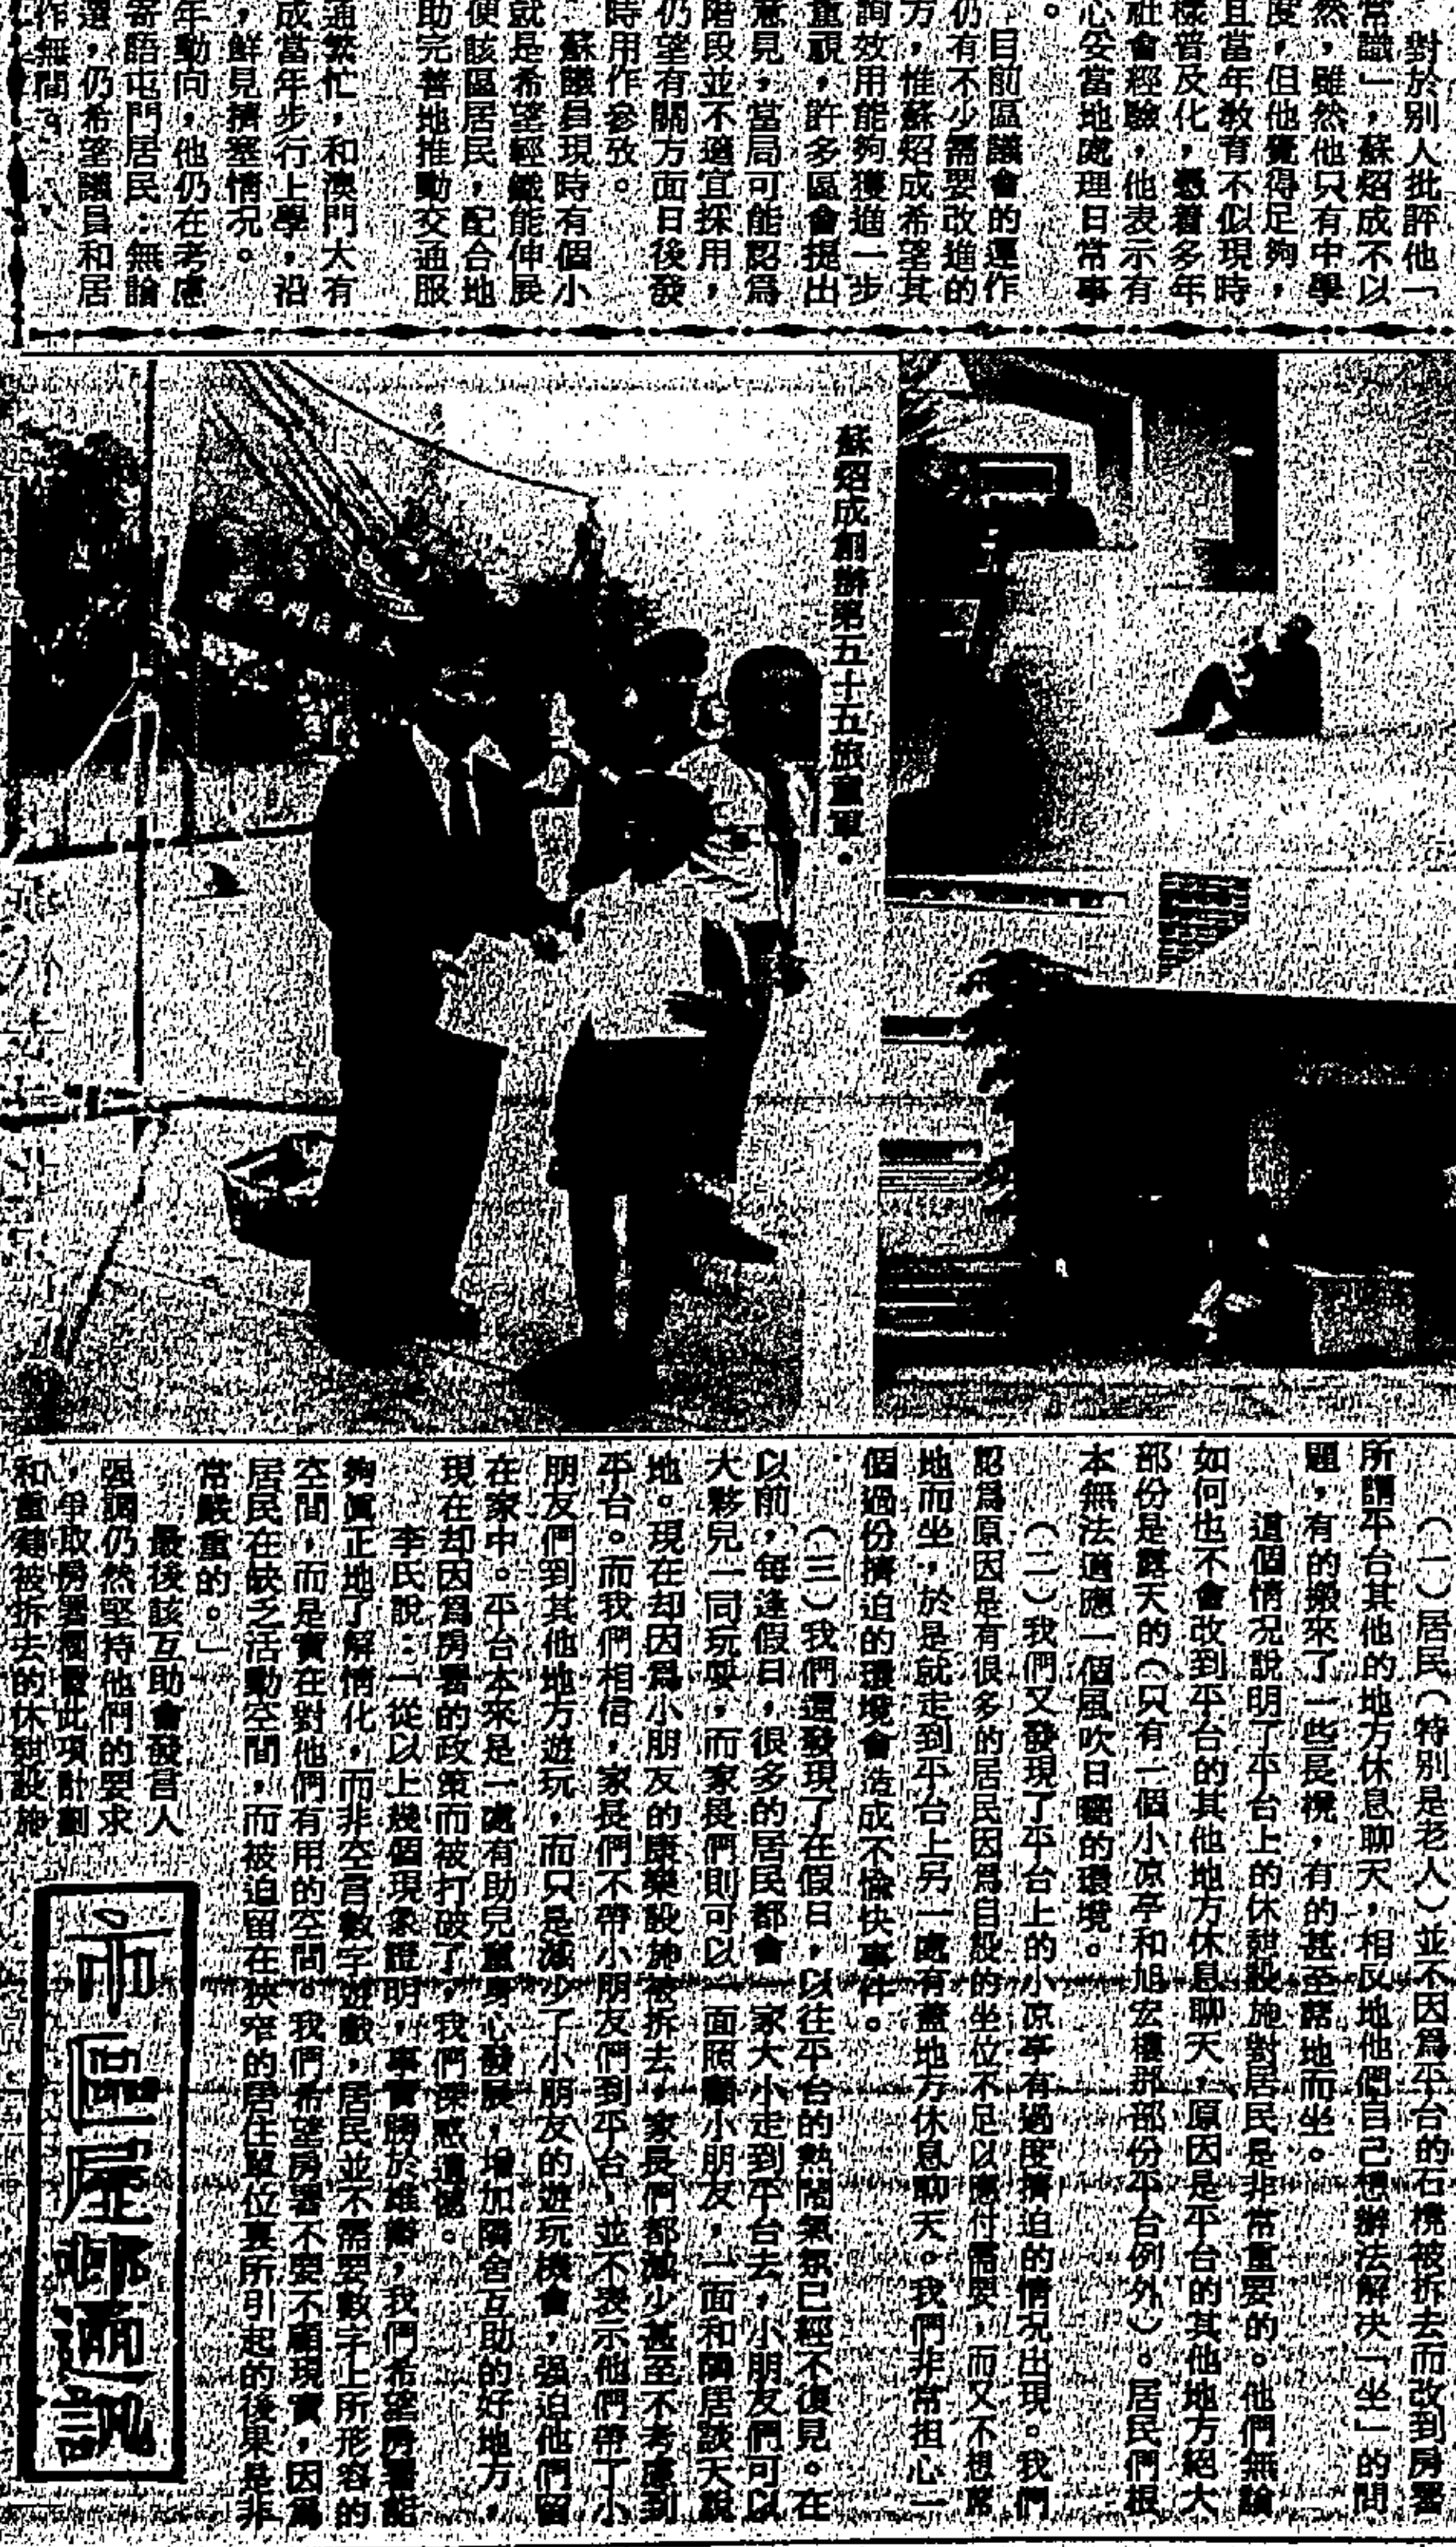 對於別人批評他「
常識」，蘇炤成不以
然，雖然他只有中學
度，但他覺得足夠，
且當年教育不似現時
樣普及化，憑着多年
社會經驗，他表示有
心妥當地處理日常事
。
目前區議會的運作
仍有不少需要改進的
方，惟蘇炤成希望其
詢效用能夠獲進一步
重視，許多區會提出
意見，當局可能認爲
階段並不適宜採用，
仍望有關方面日後發
時用作參攷。
蘇議員現時有個小
就是希望輕鐵能伸展
便該區居民，配合地
助完善地推動交通服
通繁忙，和澳門大有
成當年步行上學，沿
，鮮見擠塞情況。
年動向，他仍在考慮
寄語屯門居民：無論
選，仍希望議員和居
作無間。
蘇炤成創辦第五十五旅童軍。
（一）居民（特別是老人）並不因爲平台的石櫈被拆去而改到房署
所謂平台其他的地方休息聊天，相反地他們自己想辦法解決「坐」的問
題，有的搬來了一些長櫈，有的甚至蓆地而坐。
這個情況說明了平台上的休憩設施對居民是非常重要的。他們無論
如何也不會改到平台的其他地方休息聊天，原因是平台的其他地方絕大
部份是露天的（只有一個小凉亭和旭宏樓那部份平台例外）。居民們根
本無法適應一個風吹日曬的環境。
（二）我們又發現了平台上的小凉亭有過度擠迫的情況出現。我們
認爲原因是有很多的居民因爲自設的坐位不足以應付需要，而又不想蓆
地而坐，於是就走到平台上另一處有蓋地方休息聊天。我們非常担心一
個過份擠迫的環境會造成不愉快事件。
（三）我們還發現了在假日，以往平台的熱鬧氣氛已經不復見。在
以前，每逢假日，很多的居民都會一家大小走到平台去，小朋友們可以
大夥兒一同玩耍，而家長們則可以一面照顧小朋友，一面和隣居談天說
地。現在却因爲小朋友的康樂設施被拆去，家長們都減少甚至不考慮到
平台。而我們相信，家長們不帶小朋友們到平台，並不表示他們帶了小
朋友們到其他地方遊玩，而只是減少了小朋友的遊玩機會，强迫他們留
在家中。平台本來是一處有助兒童身心發展，增加隣舍互助的好地方，
現在却因爲房署的政策而被打破了，我們深感遺憾。
李氏說：「從以上幾個現象證明，事實勝於雄辯，我們希望房署能
夠眞正地了解情化，而非空言數字遊戲，居民並不需要數字上所形容的
空間，而是實在對他們有用的空間。我們希望房署不要不顧現實，因爲
居民在缺乏活動空間，而被迫留在狹窄的居住單位裏所引起的後果是非
常嚴重的。」
最後該互助會發言人
强調仍然堅持他們的要求
，爭取房署擱置此項計劃
和重建被拆去的休憩設施
市區屋邨通訊